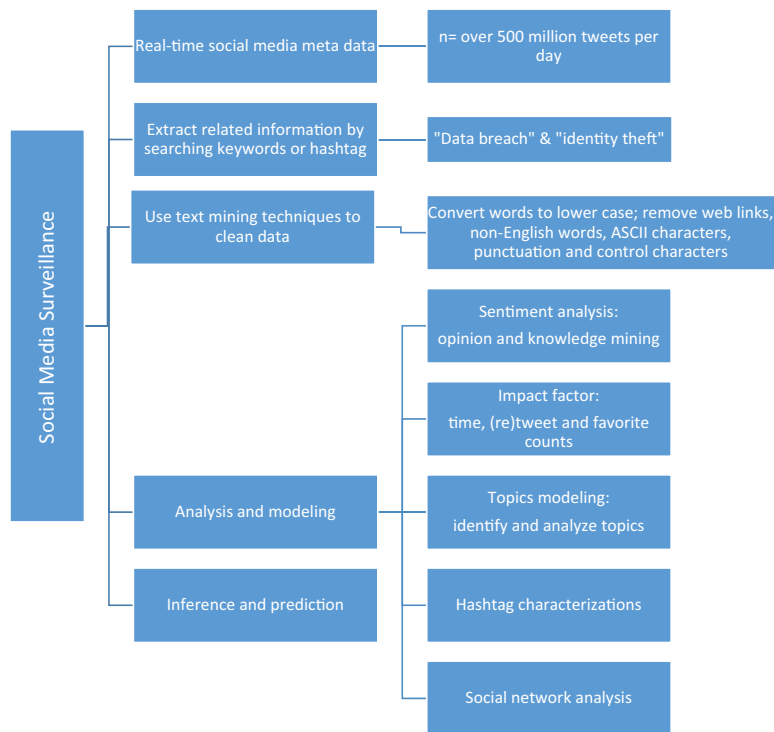 Social Media Surveillance
Real-time social media meta data
n= over 500 million tweets per
day
Extract related information by
searching keywords or hashtag
"Data breach" & "identity theft"
Use text mining techniques to
clean data
Convert words to lower case; remove web links,
non-English words, ASCII characters,
punctuation and control characters
Analysis and modeling
Sentiment analysis:
opinion and knowledge mining
Impact factor:
time, (re)tweet and favorite
counts
Topics modeling:
identify and analyze topics
Hashtag characterizations
Social network analysis
Inference and prediction